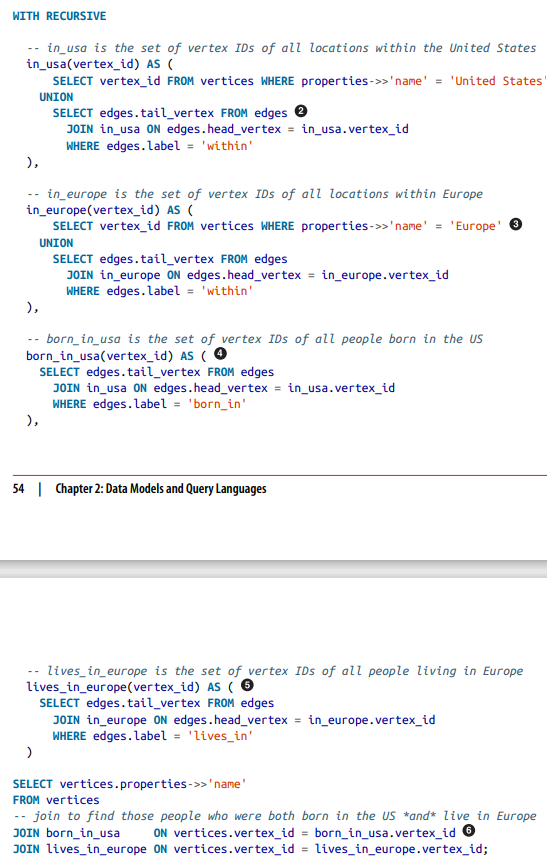 WITH RECURSIVE
-- in_usa is the set of vertex IDs of all locations within the United States
in_usa(vertex_id) AS (
SELECT vertex_id FROM vertices WHERE properties->>'name' = 'United States'
UNION
SELECT edges.tail_vertex FROM edges ❷
JOIN in_usa ON edges.head_vertex = in_usa.vertex_id
WHERE edges.label = 'within'
),
-- in_europe is the set of vertex IDs of all locations within Europe
in_europe(vertex_id) AS (
SELECT vertex_id FROM vertices WHERE properties->>'name' = 'Europe' ❸
UNION
SELECT edges.tail_vertex FROM edges
JOIN in_europe ON edges.head_vertex = in_europe.vertex_id
WHERE edges.label = 'within'
),
-- born_in_usa is the set of vertex IDs of all people born in the US
born_in_usa(vertex_id) AS ( ❹
SELECT edges.tail_vertex FROM edges
JOIN in_usa ON edges.head_vertex = in_usa.vertex_id
WHERE edges.label = 'born_in'
),
54 | Chapter 2: Data Models and Query Languages
-- lives_in_europe is the set of vertex IDs of all people living in Europe
lives_in_europe(vertex_id) AS ( ❺
SELECT edges.tail_vertex FROM edges
JOIN in_europe ON edges.head_vertex = in_europe.vertex_id
WHERE edges.label = 'lives_in'
)
SELECT vertices.properties->>'name'
FROM vertices
-- join to find those people who were both born in the US *and* live in Europe
JOIN born_in_usa ON vertices.vertex_id = born_in_usa.vertex_id ❻
JOIN lives_in_europe ON vertices.vertex_id = lives_in_europe.vertex_id;